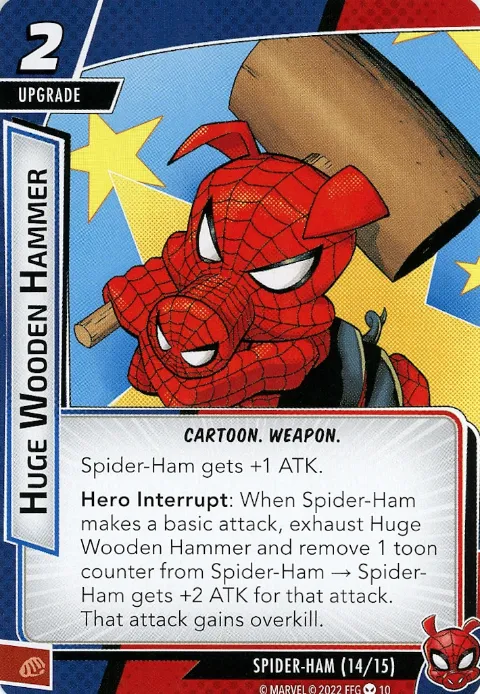 2
UPGRADE
HUGE WOODEN HAMMER
CARTOON. WEAPON.
Spider-Ham gets +1 ATK.
Hero Interrupt: When Spider-Ham
makes a basic attack, exhaust Huge
Wooden Hammer and remove 1 toon
counter from Spider-Ham → Spider-
Ham gets +2 ATK for that attack.
That attack gains overkill.
SPIDER-HAM (14/15)
© MARVEL © 2022 FFG 10